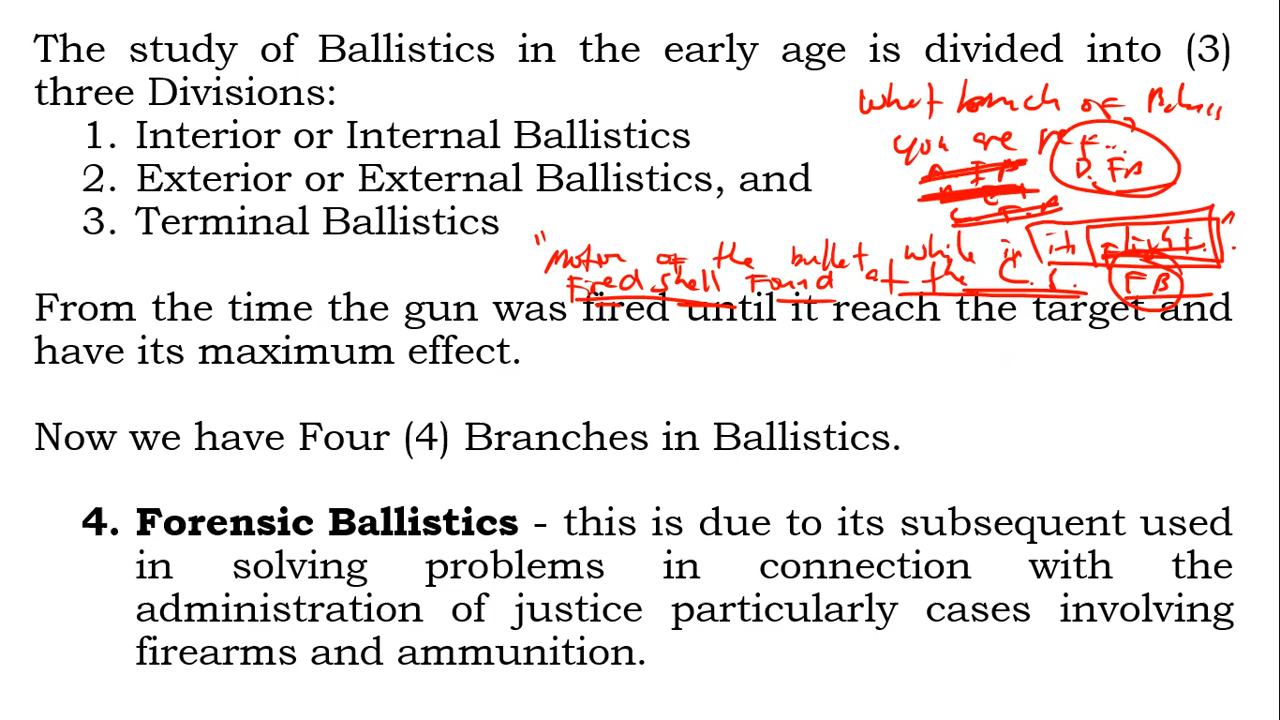 The study of Ballistics in the early age is divided into (3)
three Divisions:
What branch of
1. Interior or Internal Ballistics
you are
2. Exterior or External Ballistics, and
D. FB
3. Terminal Ballistics
"Motion of the bullet while in its flight."
Fired shell Found at the C.S.
FB
From the time the gun was fired until it reach the target and
have its maximum effect.
Now we have Four (4) Branches in Ballistics.
4. Forensic Ballistics - this is due to its subsequent used
in solving problems in connection with the
administration of justice particularly cases involving
firearms and ammunition.